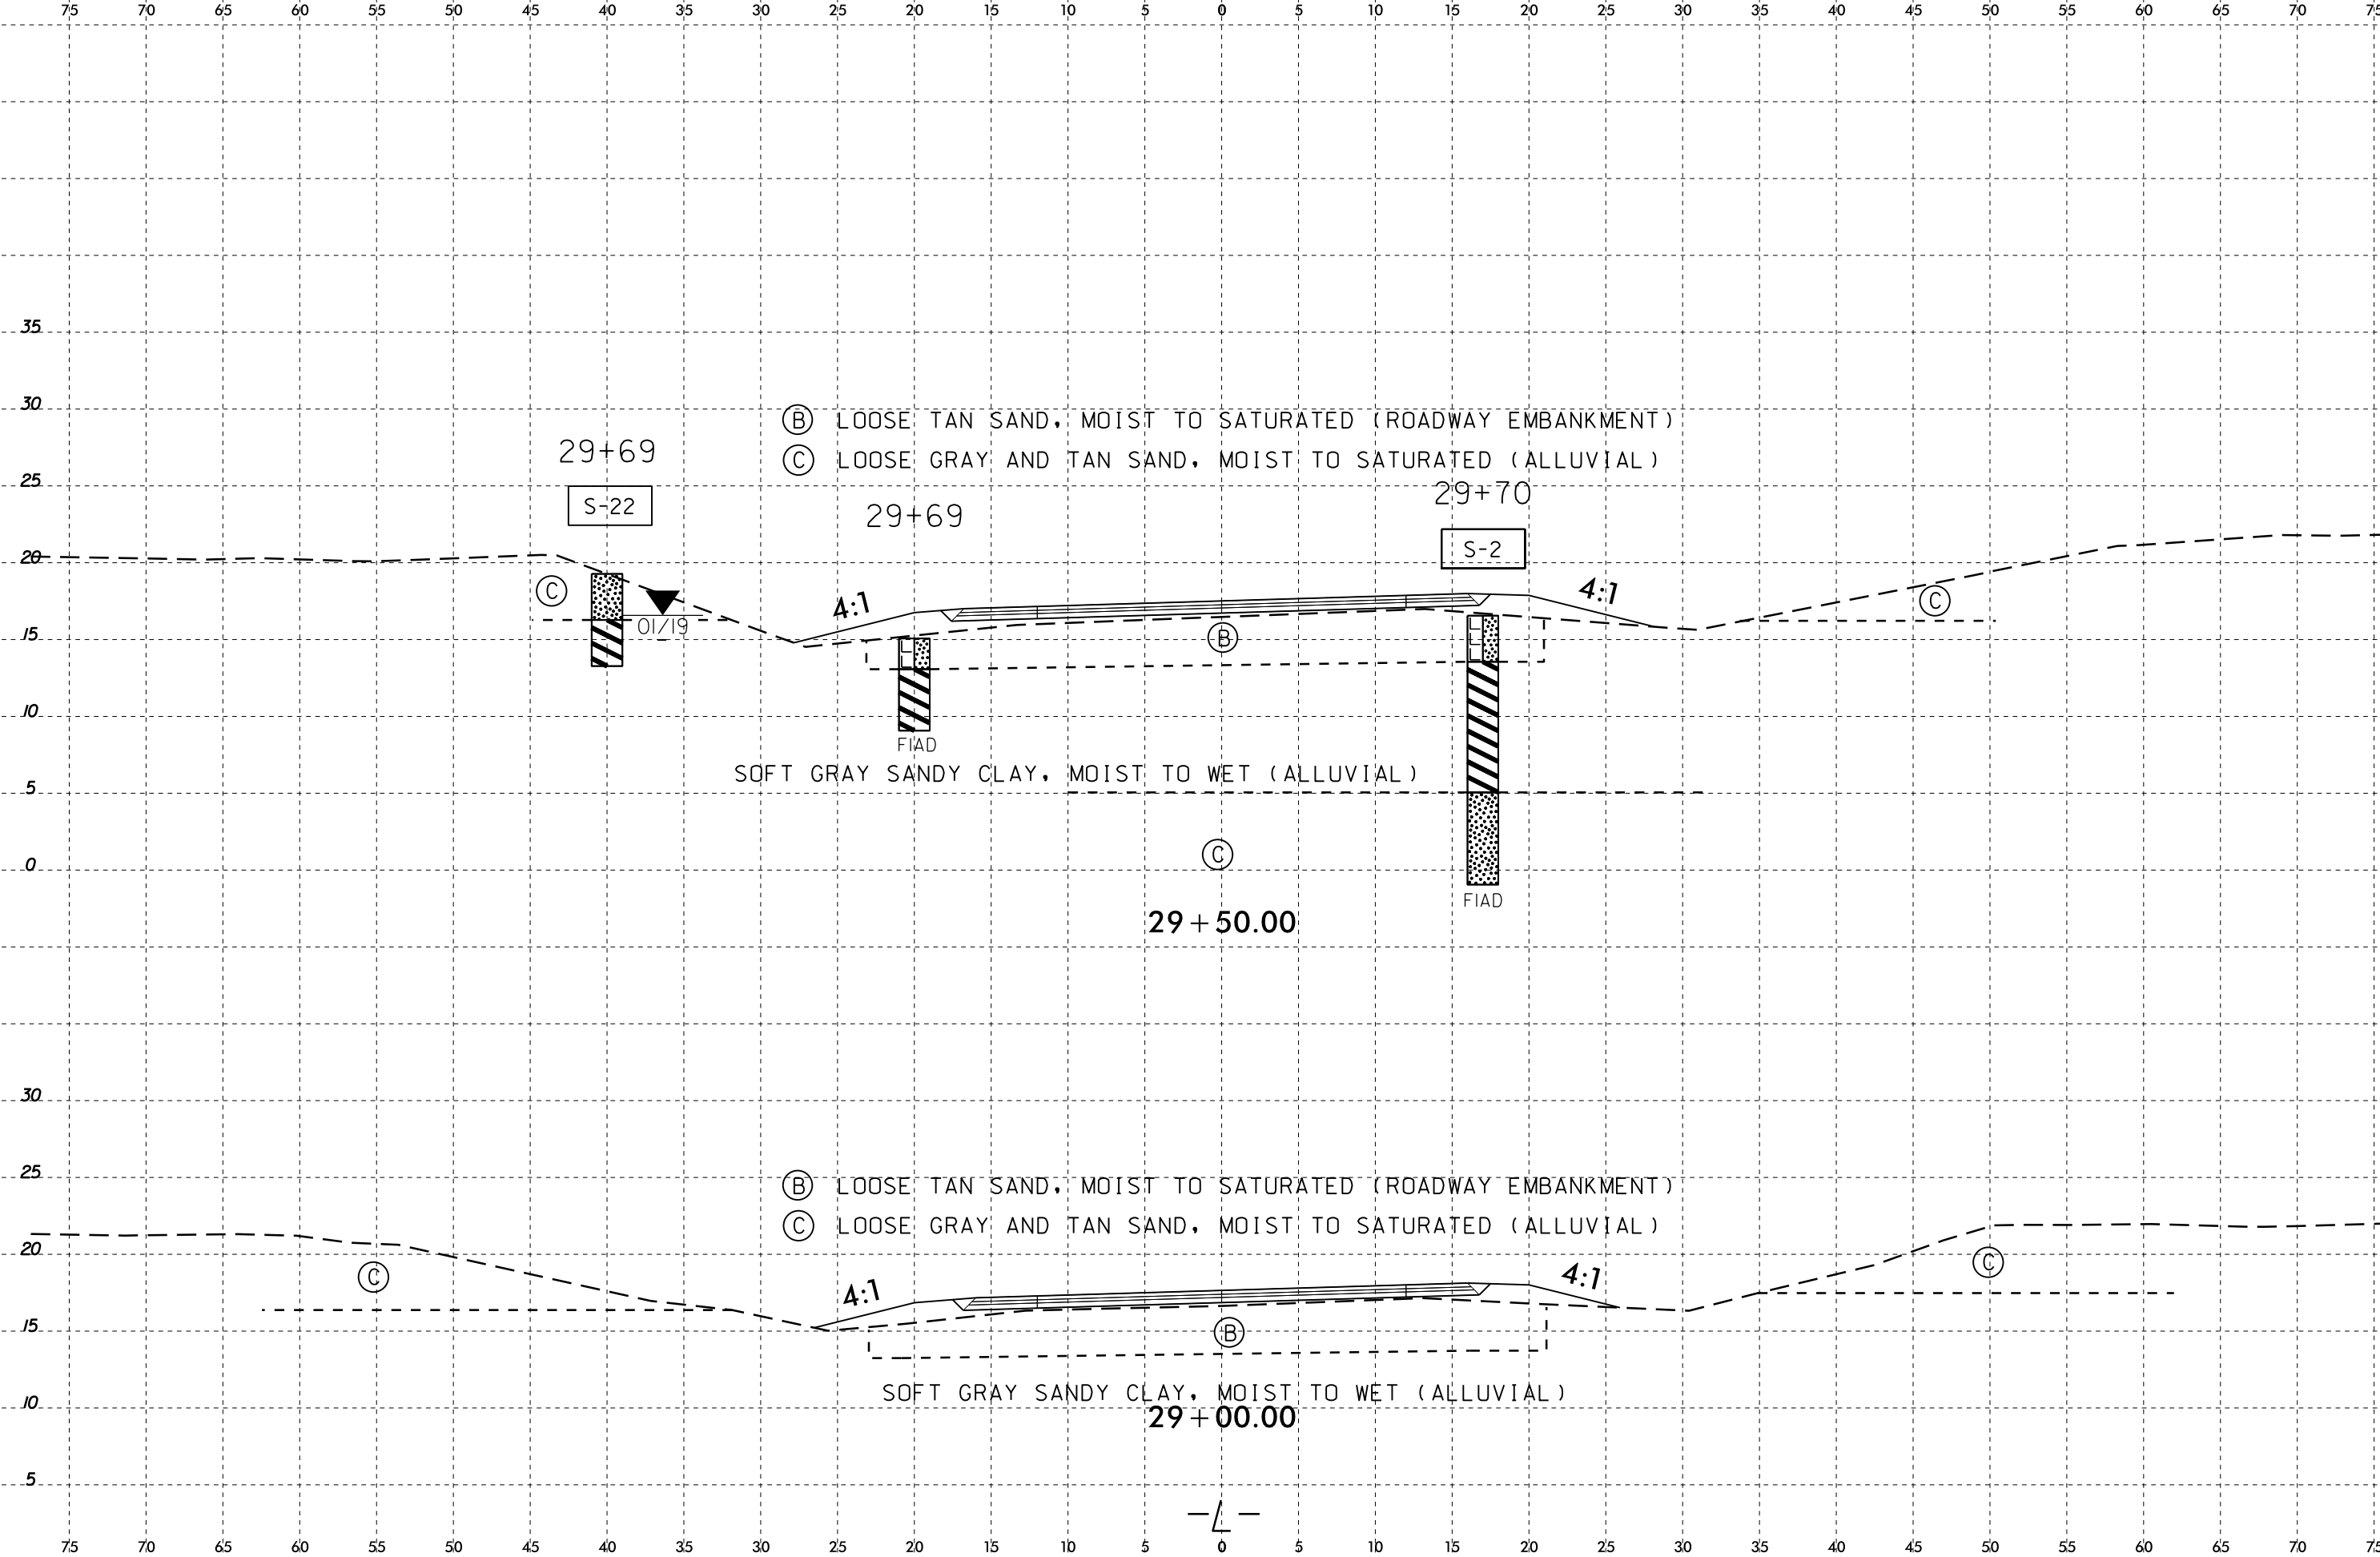 75 70 65 60 55 50 45 40 35 30 25 20 15 10 5 0 5 10 15 20 25 30 35 40 45 50 55 60 65 70 75
35
30
Ⓑ LOOSE TAN SAND, MOIST TO SATURATED (ROADWAY EMBANKMENT)
29+69
Ⓒ LOOSE GRAY AND TAN SAND, MOIST TO SATURATED (ALLUVIAL)
25
29+70
S-22
29+69
S-2
20
Ⓒ
4:1
4:1
Ⓒ
01/19
15
Ⓑ
10
FIAD
SOFT GRAY SANDY CLAY, MOIST TO WET (ALLUVIAL)
5
Ⓒ
0
FIAD
29+50.00
30
25
Ⓑ LOOSE TAN SAND, MOIST TO SATURATED (ROADWAY EMBANKMENT)
Ⓒ LOOSE GRAY AND TAN SAND, MOIST TO SATURATED (ALLUVIAL)
20
Ⓒ
4:1
4:1
Ⓒ
15
Ⓑ
SOFT GRAY SANDY CLAY, MOIST TO WET (ALLUVIAL)
10
29+00.00
5
-L-
75 70 65 60 55 50 45 40 35 30 25 20 15 10 5 0 5 10 15 20 25 30 35 40 45 50 55 60 65 70 75